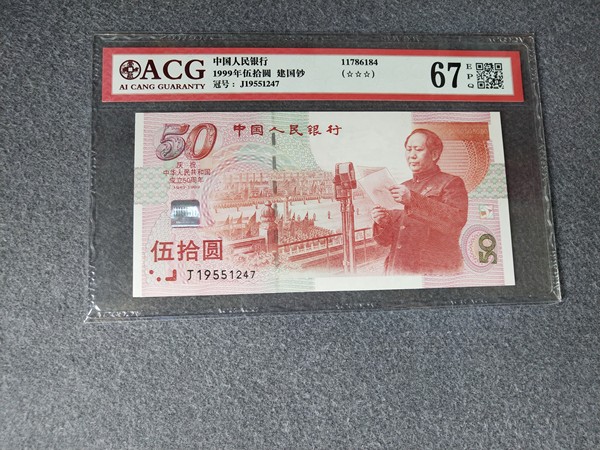 ACG
AI CANG GUARANTY
中国人民银行
1999年伍拾圆 建国钞
冠号：J19551247
11786184
(☆☆☆)
67
EPQ
50
中国人民银行
庆祝
中华人民共和国
成立50周年
1949-1999
伍拾圆
J19551247
50